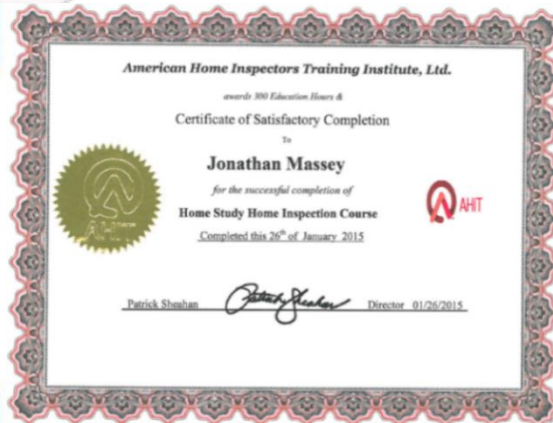 American Home Inspectors Training Institute, Ltd.
awards 300 Education Hours &
Certificate of Satisfactory Completion
To
Jonathan Massey
for the successful completion of
Home Study Home Inspection Course
Completed this 26th of January 2015
AHIT
Patrick Sheahan Patrick Sheahan Director 01/26/2015